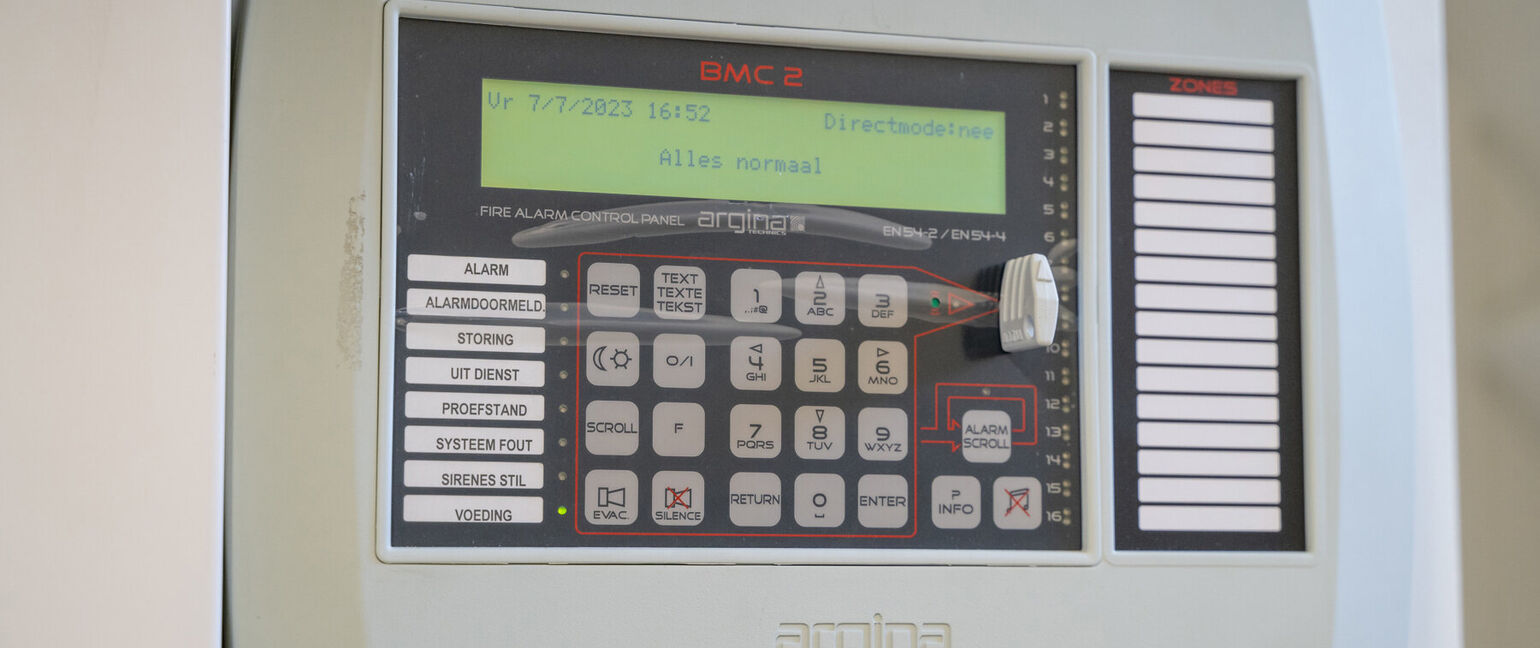 BMC 2
ZONES
Vr 7/7/2023 16:52
Directmode:nee
Alles normaal
FIRE ALARM CONTROL PANEL argina TECHNICS EN54-2 / EN54-4
ALARM
ALARMDOORMELD.
STORING
UIT DIENST
PROEFSTAND
SYSTEEM FOUT
SIRENES STIL
VOEDING
RESET
TEXT
TEXTE
TEKST
1
.,:#@
2
ABC
3
DEF
O/I
4
GHI
5
JKL
6
MNO
SCROLL
F
7
PQRS
8
TUV
9
WXYZ
EVAC.
SILENCE
RETURN
0
ENTER
ALARM
SCROLL
P
INFO
1
2
3
4
5
6
10
11
12
13
14
15
16
argina